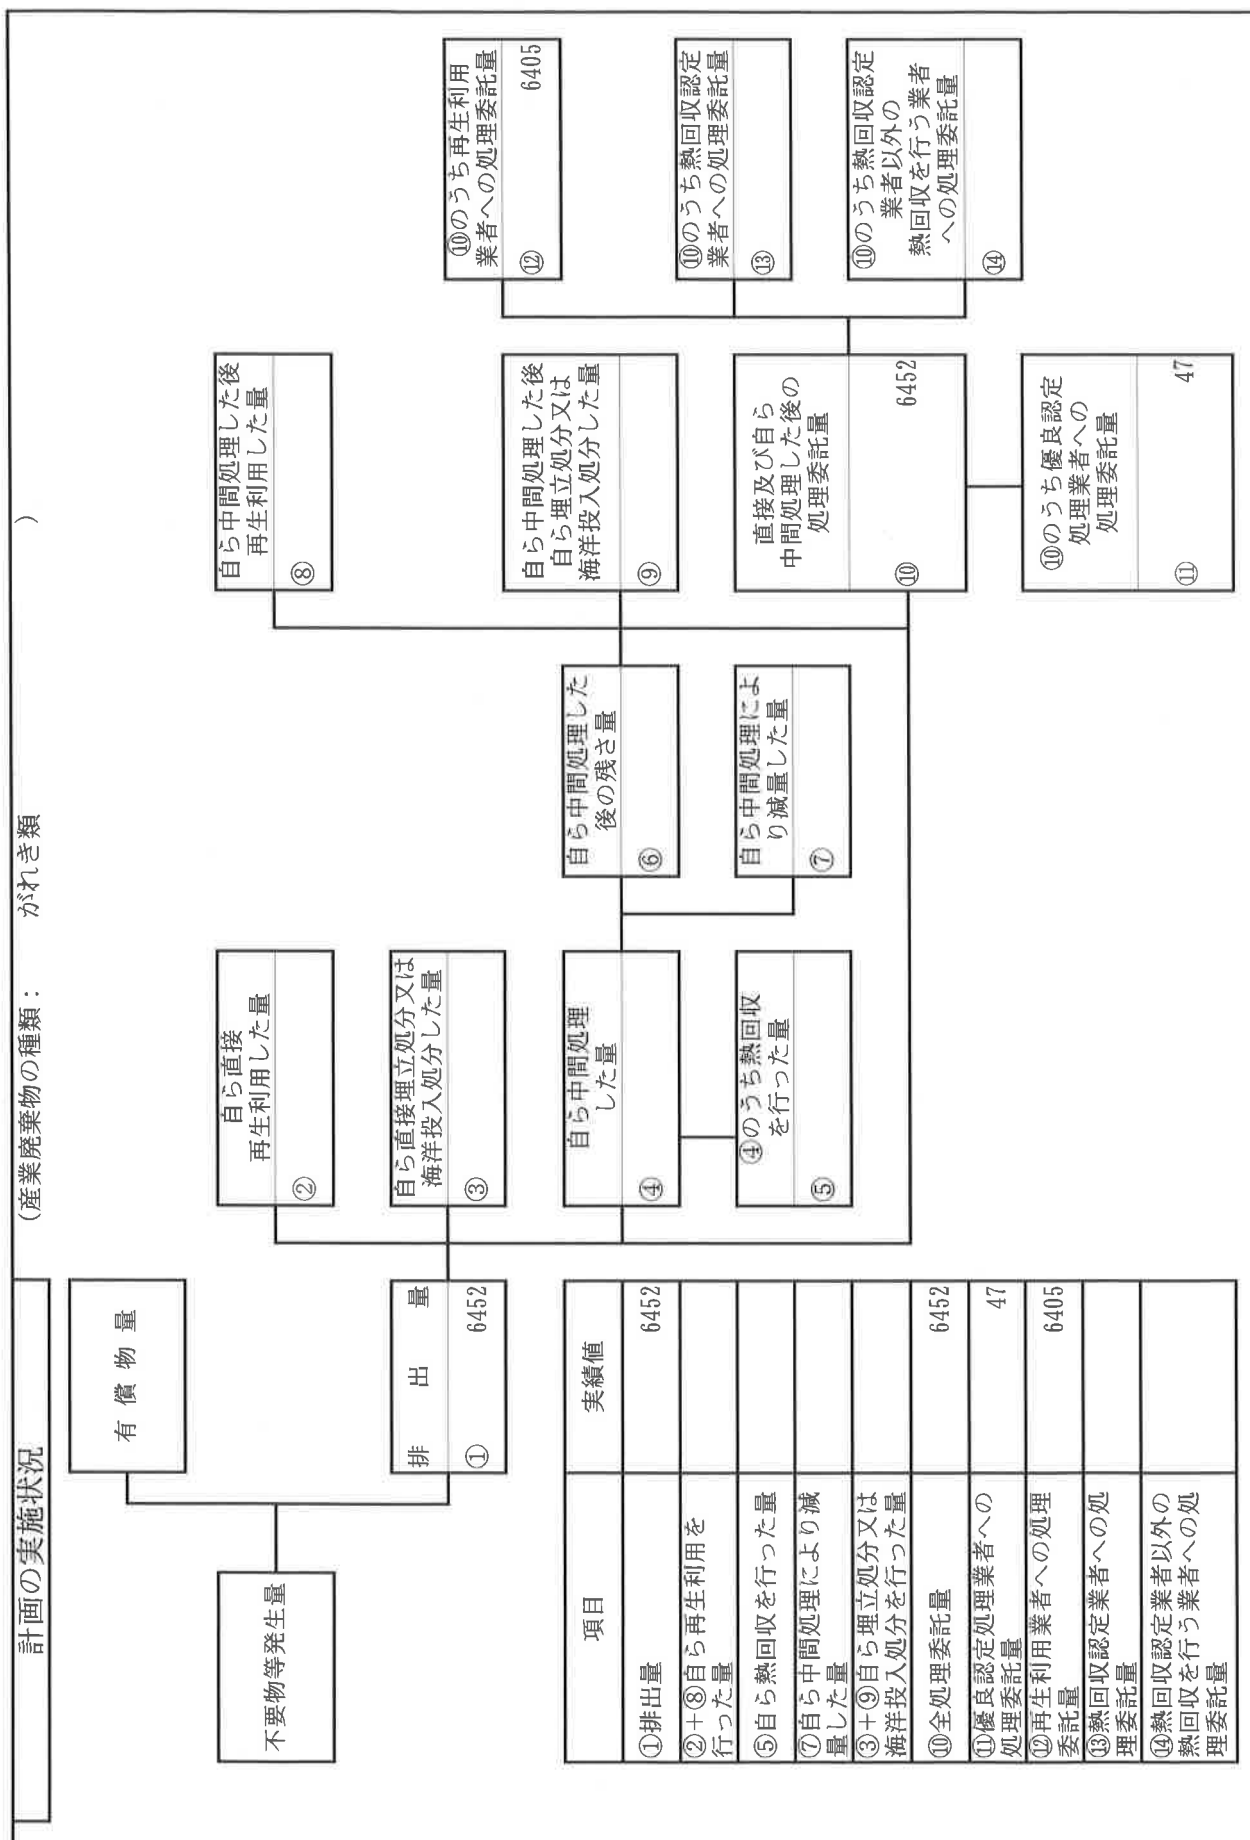 計画の実施状況
(産業廃棄物の種類： がれき類 )
不要物等発生量
有償物量
排出量
① 6452
自ら直接
再生利用した量
②
自ら直接埋立処分又は
海洋投入処分した量
③
自ら中間処理
した量
④
④のうち熱回収
を行った量
⑤
自ら中間処理した
後の残さ量
⑥
自ら中間処理によ
り減量した量
⑦
自ら中間処理した後
再生利用した量
⑧
自ら中間処理した後
自ら埋立処分又は
海洋投入処分した量
⑨
直接及び自ら
中間処理した後の
処理委託量
⑩ 6452
⑩のうち優良認定
処理業者への
処理委託量
⑪ 47
⑩のうち再生利用
業者への処理委託量
⑫ 6405
⑩のうち熱回収認定
業者への処理委託量
⑬
⑩のうち熱回収認定
業者以外の
熱回収を行う業者
への処理委託量
⑭
項目 実績値
①排出量 6452
②＋⑧自ら再生利用を
行った量
⑤自ら熱回収を行った量
⑦自ら中間処理により減
量した量
③＋⑨自ら埋立処分又は
海洋投入処分を行った量
⑩全処理委託量 6452
⑪優良認定処理業者への
処理委託量 47
⑫再生利用業者への処理
委託量 6405
⑬熱回収認定業者への処
理委託量
⑭熱回収認定業者以外の
熱回収を行う業者への処
理委託量